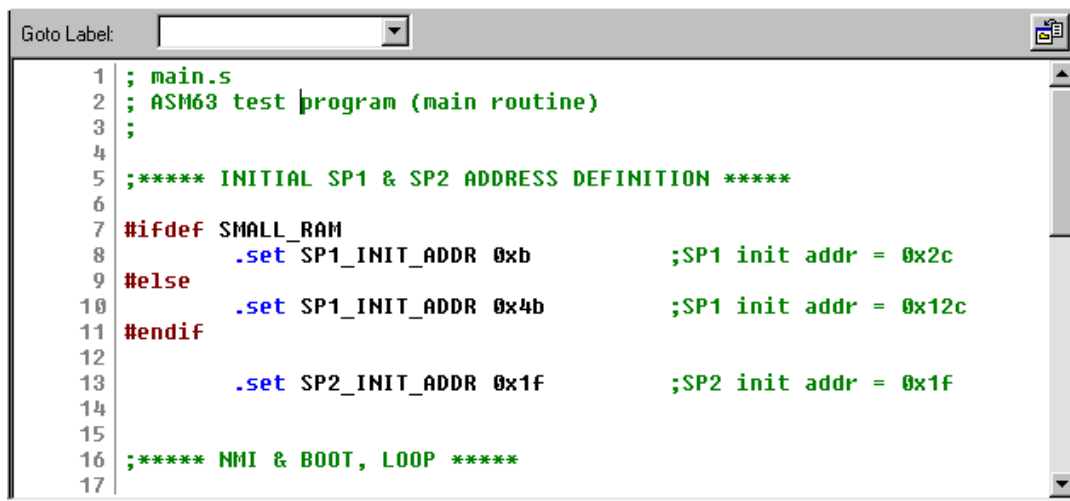 Goto Label:
1 ; main.s
2 ; ASM63 test program (main routine)
3 ;
4
5 ;***** INITIAL SP1 & SP2 ADDRESS DEFINITION *****
6
7 #ifdef SMALL_RAM
8 .set SP1_INIT_ADDR 0xb ;SP1 init addr = 0x2c
9 #else
10 .set SP1_INIT_ADDR 0x4b ;SP1 init addr = 0x12c
11 #endif
12
13 .set SP2_INIT_ADDR 0x1f ;SP2 init addr = 0x1f
14
15
16 ;***** NMI & BOOT, LOOP *****
17